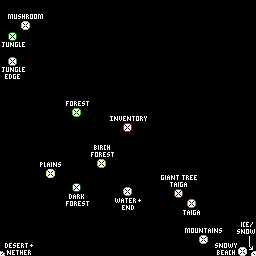 MUSHROOM
JUNGLE
JUNGLE
EDGE
FOREST
INVENTORY
BIRCH
FOREST
PLAINS
GIANT TREE
TAIGA
DARK
FOREST
WATER +
END
TAIGA
MOUNTAINS
ICE/
SNOW
SNOWY
BEACH
DESERT +
NETHER